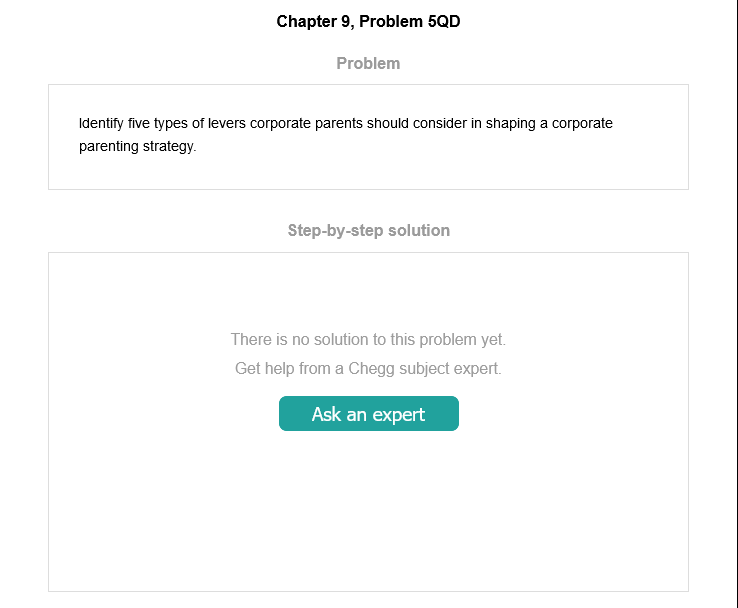 Chapter 9, Problem 5QD
Problem
Identify five types of levers corporate parents should consider in shaping a corporate
parenting strategy.
Step-by-step solution
There is no solution to this problem yet.
Get help from a Chegg subject expert.
Ask an expert